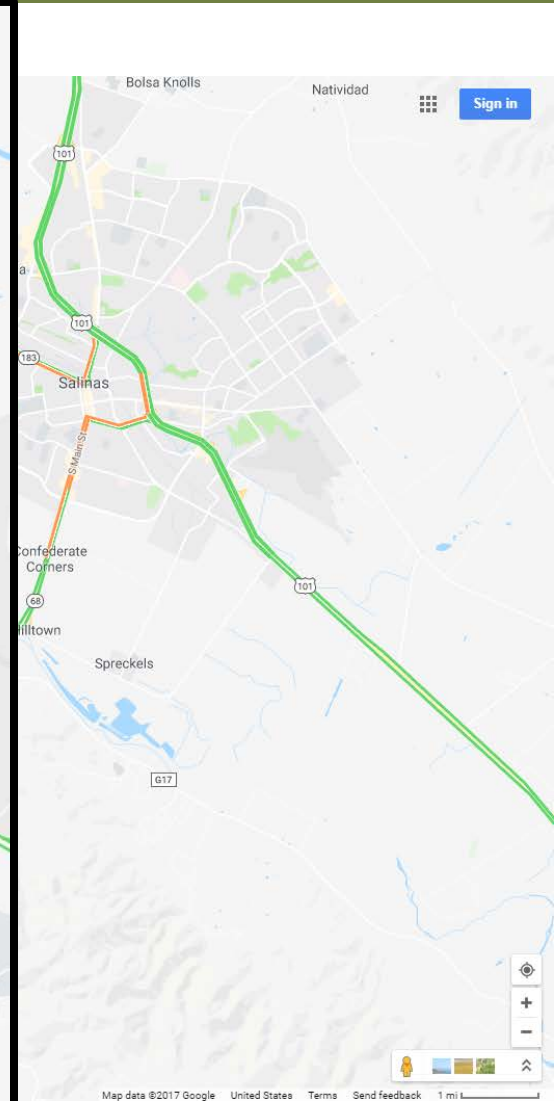 Bolsa Knolls
Natividad
Sign in
101
a
101
183
Salinas
S Main St
Confederate
Corners
101
68
Hilltown
Spreckels
G17
+
−
Map data ©2017 Google United States Terms Send feedback 1 mi